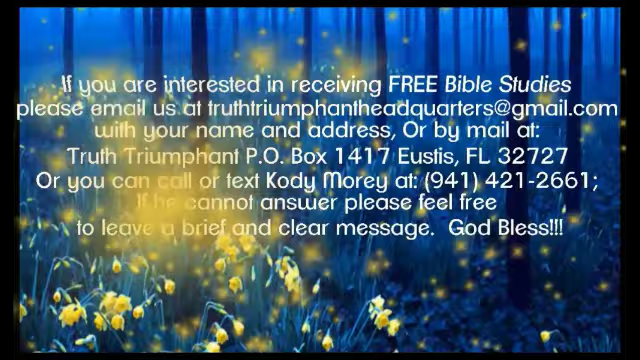 If you are interested in receiving FREE Bible Studies
please email us at truthtriumphantheadquarters@gmail.com
with your name and address, Or by mail at:
Truth Triumphant P.O. Box 1417 Eustis, FL 32727
Or you can call or text Kody Morey at: (941) 421-2661;
If he cannot answer please feel free
to leave a brief and clear message.  God Bless!!!